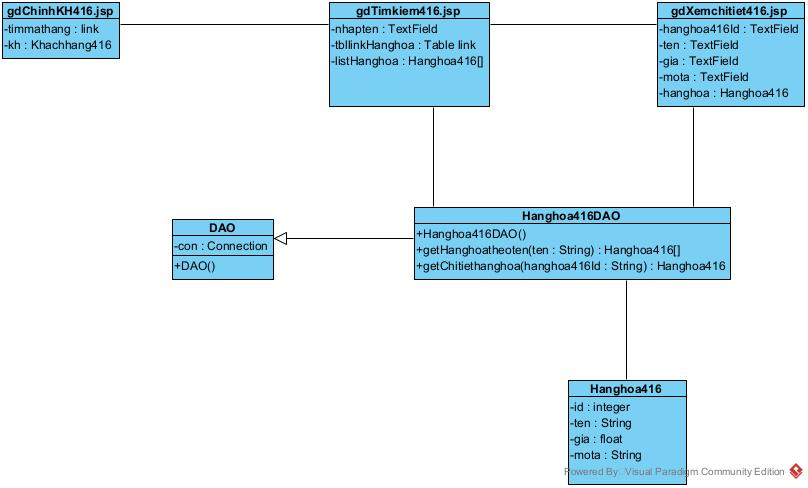 gdChinhKH416.jsp
-timmathang : link
-kh : Khachhang416
gdTimkiem416.jsp
-nhapten : TextField
-tbllinkHanghoa : Table link
-listHanghoa : Hanghoa416[]
gdXemchitiet416.jsp
-hanghoa416Id : TextField
-ten : TextField
-gia : TextField
-mota : TextField
-hanghoa : Hanghoa416
DAO
-con : Connection
+DAO()
Hanghoa416DAO
+Hanghoa416DAO()
+getHanghoatheoten(ten : String) : Hanghoa416[]
+getChitiethanghoa(hanghoa416Id : String) : Hanghoa416
Hanghoa416
-id : integer
-ten : String
-gia : float
-mota : String
Powered By Visual Paradigm Community Edition